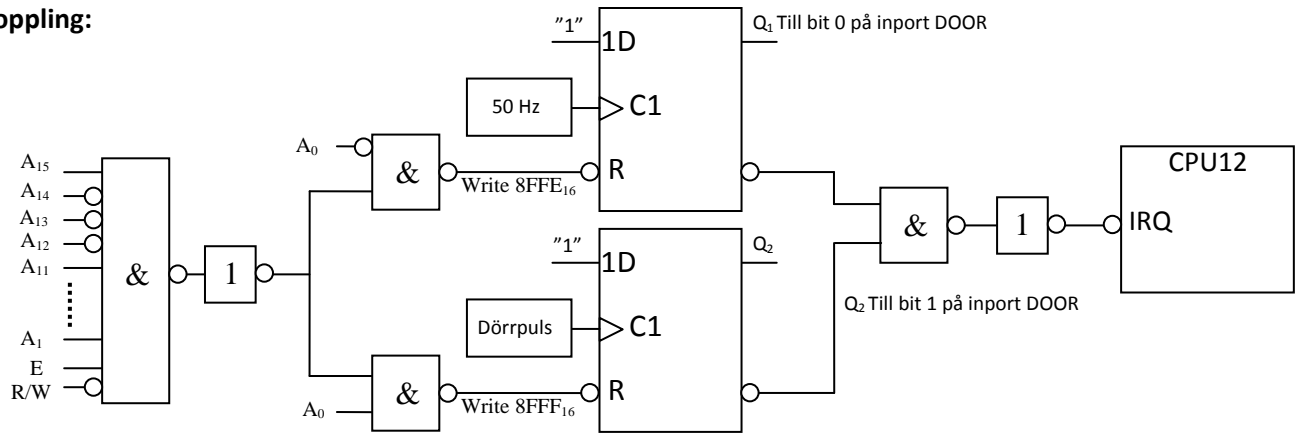 oppling:
"1"
1D
Q₁ Till bit 0 på inport DOOR
50 Hz
C1
A₀
&
Write 8FFE₁₆
R
CPU12
IRQ
A₁₅
A₁₄
A₁₃
A₁₂
A₁₁
A₁
E
R/W
&
1
&
1
"1"
1D
Q₂
Q₂ Till bit 1 på inport DOOR
Dörrpuls
C1
&
A₀
Write 8FFF₁₆
R